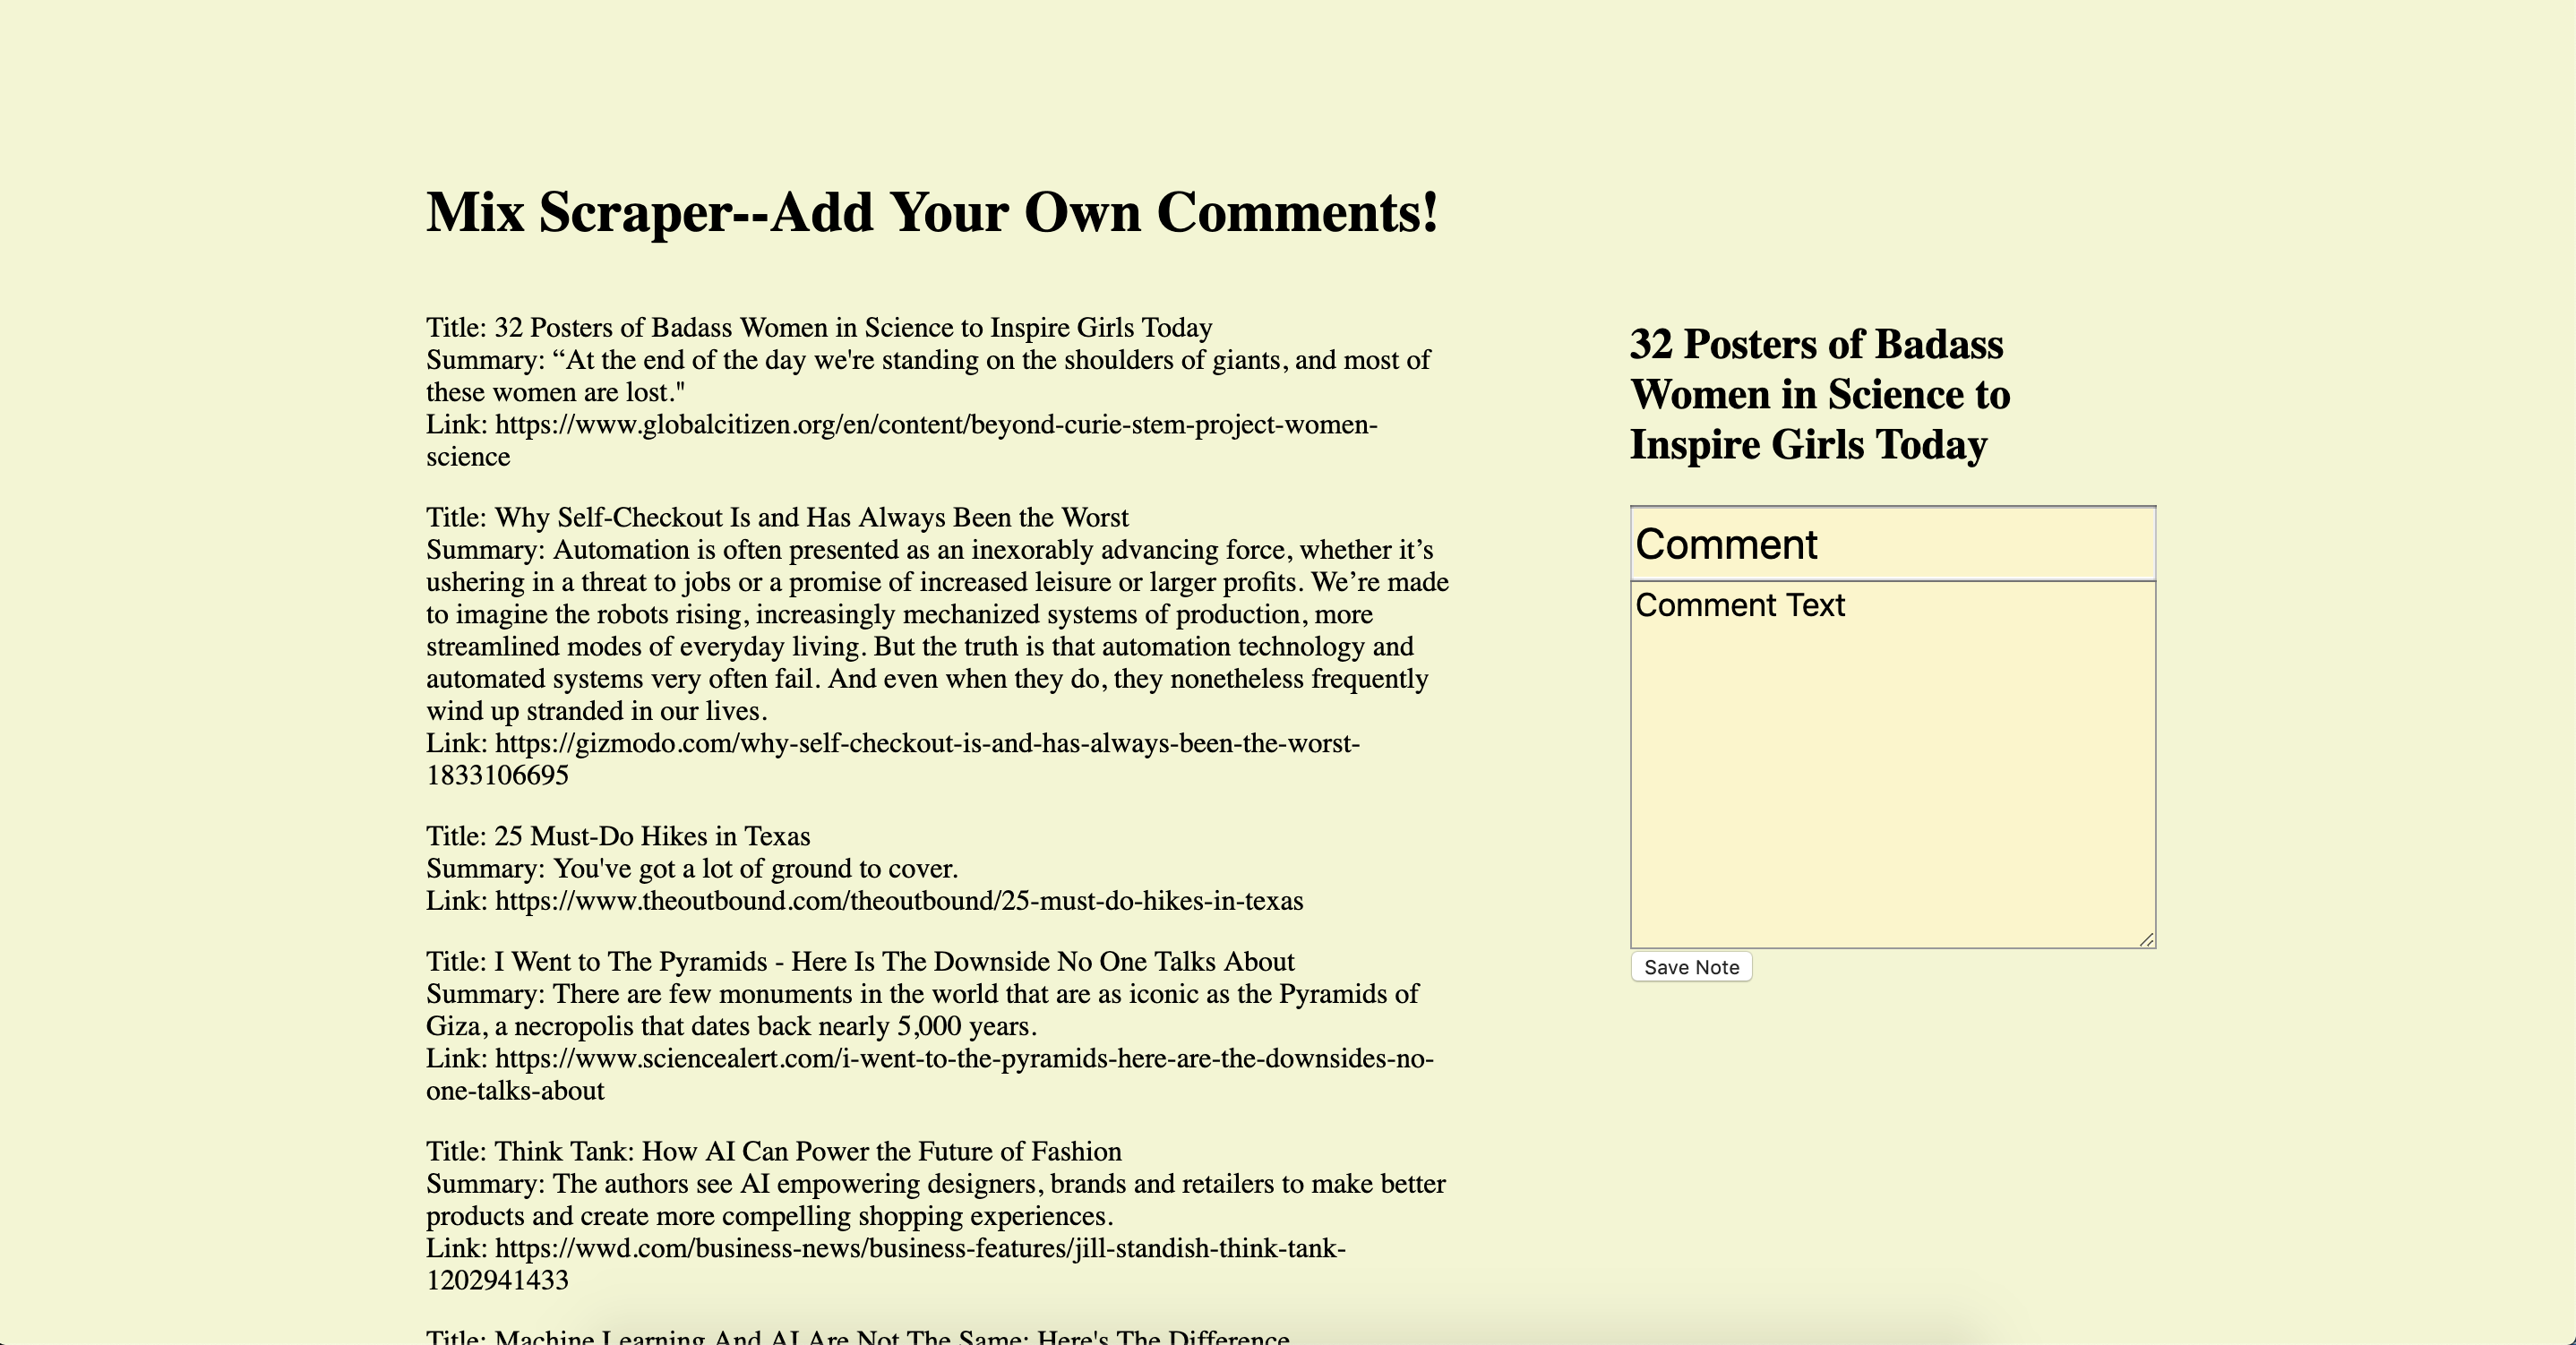 Mix Scraper--Add Your Own Comments!
Title: 32 Posters of Badass Women in Science to Inspire Girls Today
Summary: “At the end of the day we're standing on the shoulders of giants, and most of
these women are lost."
Link: https://www.globalcitizen.org/en/content/beyond-curie-stem-project-women-
science
Title: Why Self-Checkout Is and Has Always Been the Worst
Summary: Automation is often presented as an inexorably advancing force, whether it’s
ushering in a threat to jobs or a promise of increased leisure or larger profits. We’re made
to imagine the robots rising, increasingly mechanized systems of production, more
streamlined modes of everyday living. But the truth is that automation technology and
automated systems very often fail. And even when they do, they nonetheless frequently
wind up stranded in our lives.
Link: https://gizmodo.com/why-self-checkout-is-and-has-always-been-the-worst-
1833106695
Title: 25 Must-Do Hikes in Texas
Summary: You've got a lot of ground to cover.
Link: https://www.theoutbound.com/theoutbound/25-must-do-hikes-in-texas
Title: I Went to The Pyramids - Here Is The Downside No One Talks About
Summary: There are few monuments in the world that are as iconic as the Pyramids of
Giza, a necropolis that dates back nearly 5,000 years.
Link: https://www.sciencealert.com/i-went-to-the-pyramids-here-are-the-downsides-no-
one-talks-about
Title: Think Tank: How AI Can Power the Future of Fashion
Summary: The authors see AI empowering designers, brands and retailers to make better
products and create more compelling shopping experiences.
Link: https://wwd.com/business-news/business-features/jill-standish-think-tank-
1202941433
Title: Machine Learning And AI Are Not The Same: Here's The Difference
32 Posters of Badass
Women in Science to
Inspire Girls Today
Comment
Comment Text
Save Note